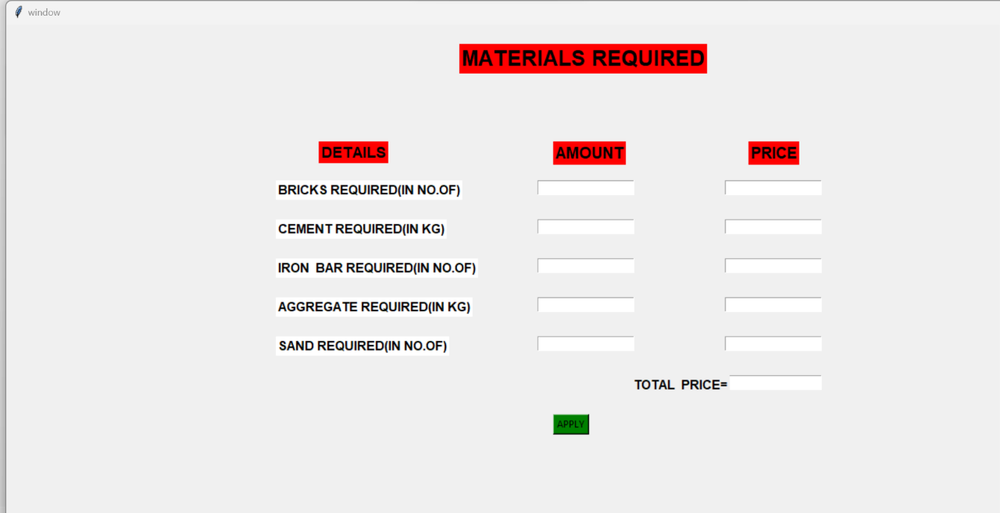 window
MATERIALS REQUIRED
DETAILS AMOUNT PRICE
BRICKS REQUIRED(IN NO.OF)
CEMENT REQUIRED(IN KG)
IRON  BAR REQUIRED(IN NO.OF)
AGGREGATE REQUIRED(IN KG)
SAND REQUIRED(IN NO.OF)
TOTAL  PRICE=
APPLY